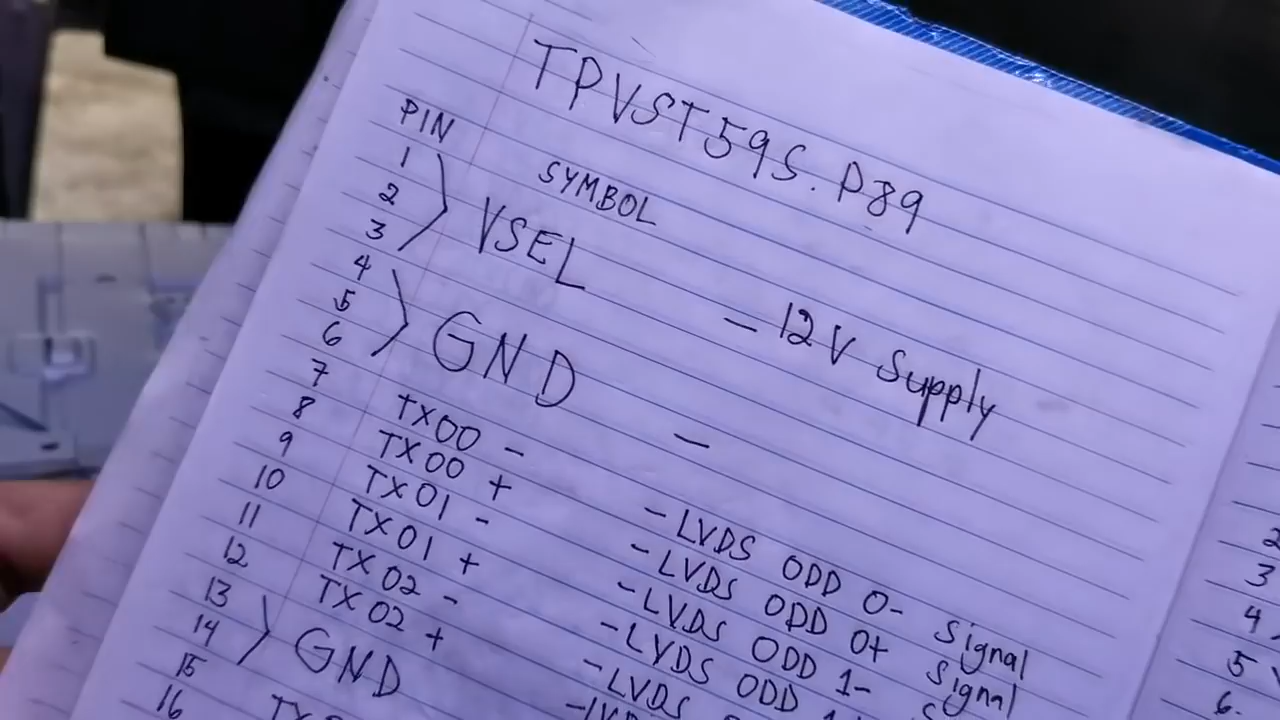 TPVST59S.P89
PIN SYMBOL
1
2 VSEL - 12V Supply
3
4
5 GND -
6
7 TX00 - - LVDS ODD 0- Signal
8 TX00 + - LVDS ODD 0+ Signal
9 TX01 - - LVDS ODD 1-
10 TX01 + - LVDS ODD
11 TX02 - - LVDS
12 TX02 +
13
14 GND
15
16
2
3
4
5
6.